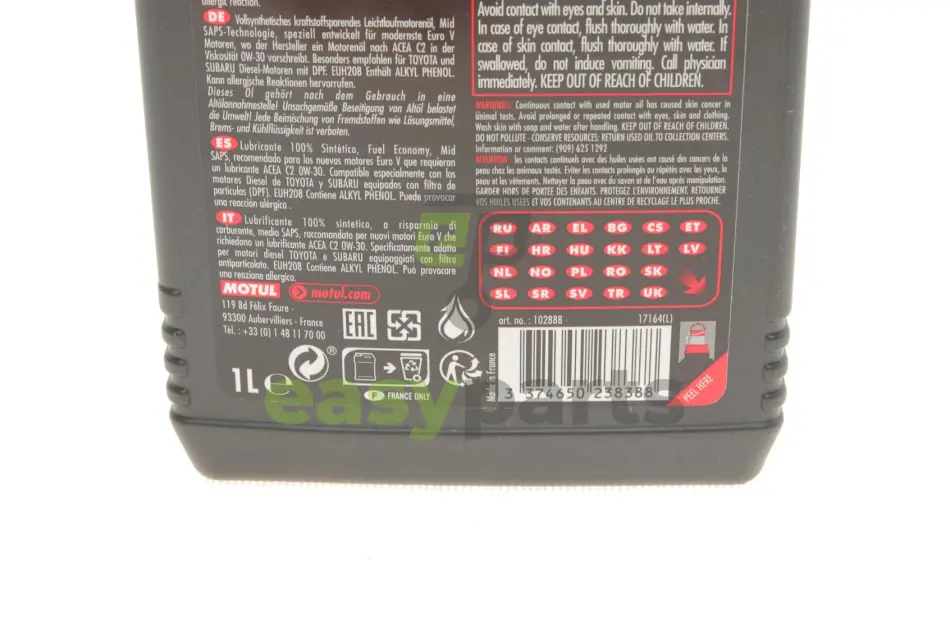 allergic reaction.
DE Vollsynthetisches kraftstoffsparendes Leichtlaufmotorenöl, Mid
SAPS-Technologie, speziell entwickelt für modernste Euro V
Motoren, wo der Hersteller ein Motorenöl nach ACEA C2 in der
Viskosität 0W-30 vorschreibt. Besonders empfohlen für TOYOTA und
SUBARU Diesel-Motoren mit DPF. EUH208 Enthält ALKYL PHENOL.
Kann allergische Reaktionen hervorrufen.
Dieses Öl gehört nach dem Gebrauch in eine
Altölannahmestelle! Unsachgemäße Beseitigung von Altöl belastet
die Umwelt! Jede Beimischung von Fremdstoffen wie Lösungsmittel,
Brems- und Kühlflüssigkeit ist verboten.
ES Lubricante 100% Sintético, Fuel Economy, Mid
SAPS, recomendado para los nuevos motores Euro V que requieran
un lubricante ACEA C2 0W-30. Compatible especialmente con los
motores Diesel de TOYOTA y SUBARU equipados con filtro de
partículas (DPF). EUH208 Contiene ALKYL PHENOL. Puede provocar
una reacción alérgica.
IT Lubrificante 100% sintetico, a risparmio di
carburante, medio SAPS, raccomandato per nuovi motori Euro V che
richiedono un lubrificante ACEA C2 0W-30. Specificatamente adatto
per motori diesel TOYOTA e SUBARU equipaggiati con filtro
antiparticolato. EUH208 Contiene ALKYL PHENOL. Può provocare
una reazione allergica.
MOTUL motul.com
119 Bd Félix Faure -
93300 Aubervilliers - France
Tél. : +33 (0) 1 48 11 70 00
EAC
1L e
®
F FRANCE ONLY
Avoid contact with eyes and skin. Do not take internally.
In case of eye contact, flush thoroughly with water. In
case of skin contact, flush thoroughly with water. If
swallowed, do not induce vomiting. Call physician
immediately. KEEP OUT OF REACH OF CHILDREN.
WARNINGS: Continuous contact with used motor oil has caused skin cancer in
animal tests. Avoid prolonged or repeated contact with eyes, skin and clothing.
Wash skin with soap and water after handling. KEEP OUT OF REACH OF CHILDREN.
DO NOT POLLUTE - CONSERVE RESOURCES: RETURN USED OIL TO COLLECTION CENTERS.
Information or comment: (909) 625 1292
ATTENTION les contacts continuels avec des huiles usées ont causé des cancers de la
peau chez les animaux testés. Eviter les contacts prolongés ou répétés avec les yeux, la
peau et les vêtements. Nettoyer la peau avec du savon et de l'eau après manipulation.
GARDER HORS DE PORTEE DES ENFANTS. PROTEGEZ L'ENVIRONNEMENT. RETOURNER
VOS HUILES USEES ET VOS CONTENANTS AU CENTRE DE RECYCLAGE LE PLUS PROCHE.
RU AR EL BG CS ET
FI HR HU KK LT LV
NL NO PL RO SK
SL SR SV TR UK
art. no. : 102888 17164(L)
Made in France
3 374650 238388
PEEL HERE
easyparts